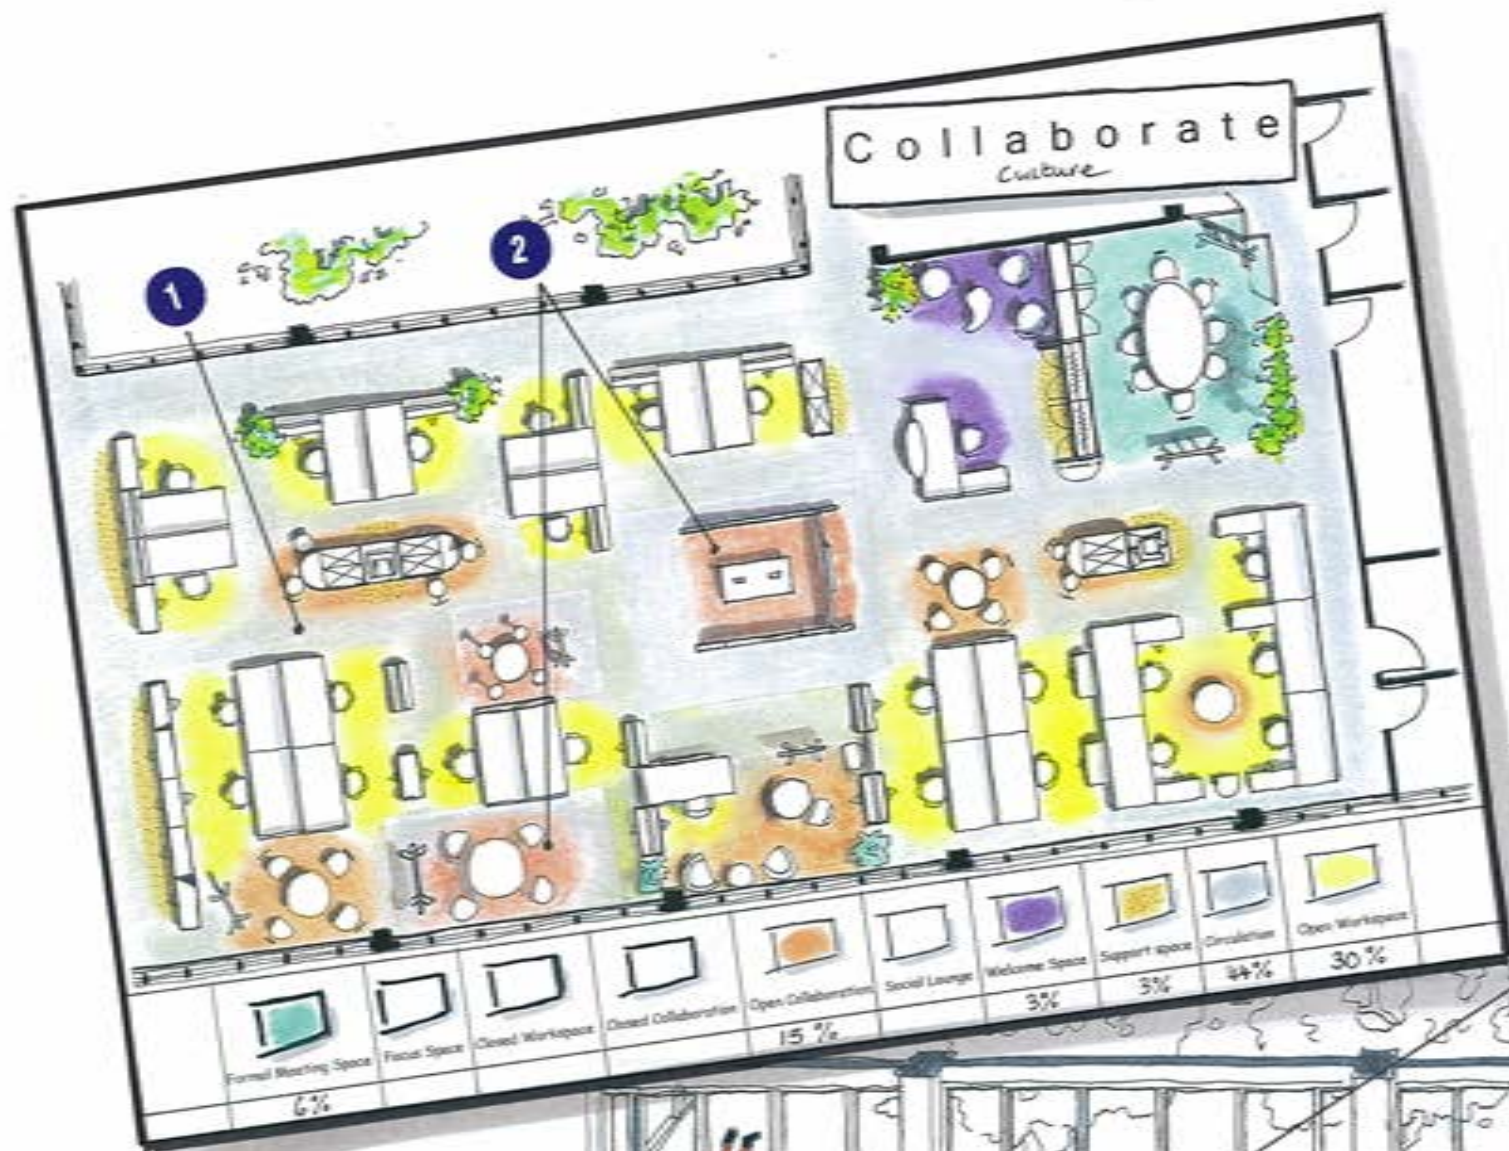 Collaborate
Culture
1
2
Formal Meeting Space
Focus Space
Closed Workspace
Closed Collaboration
Open Collaboration
Social Lounge
Welcome Space
Support space
Circulation
Open Workspace
6%
15 %
3%
3%
44%
30 %